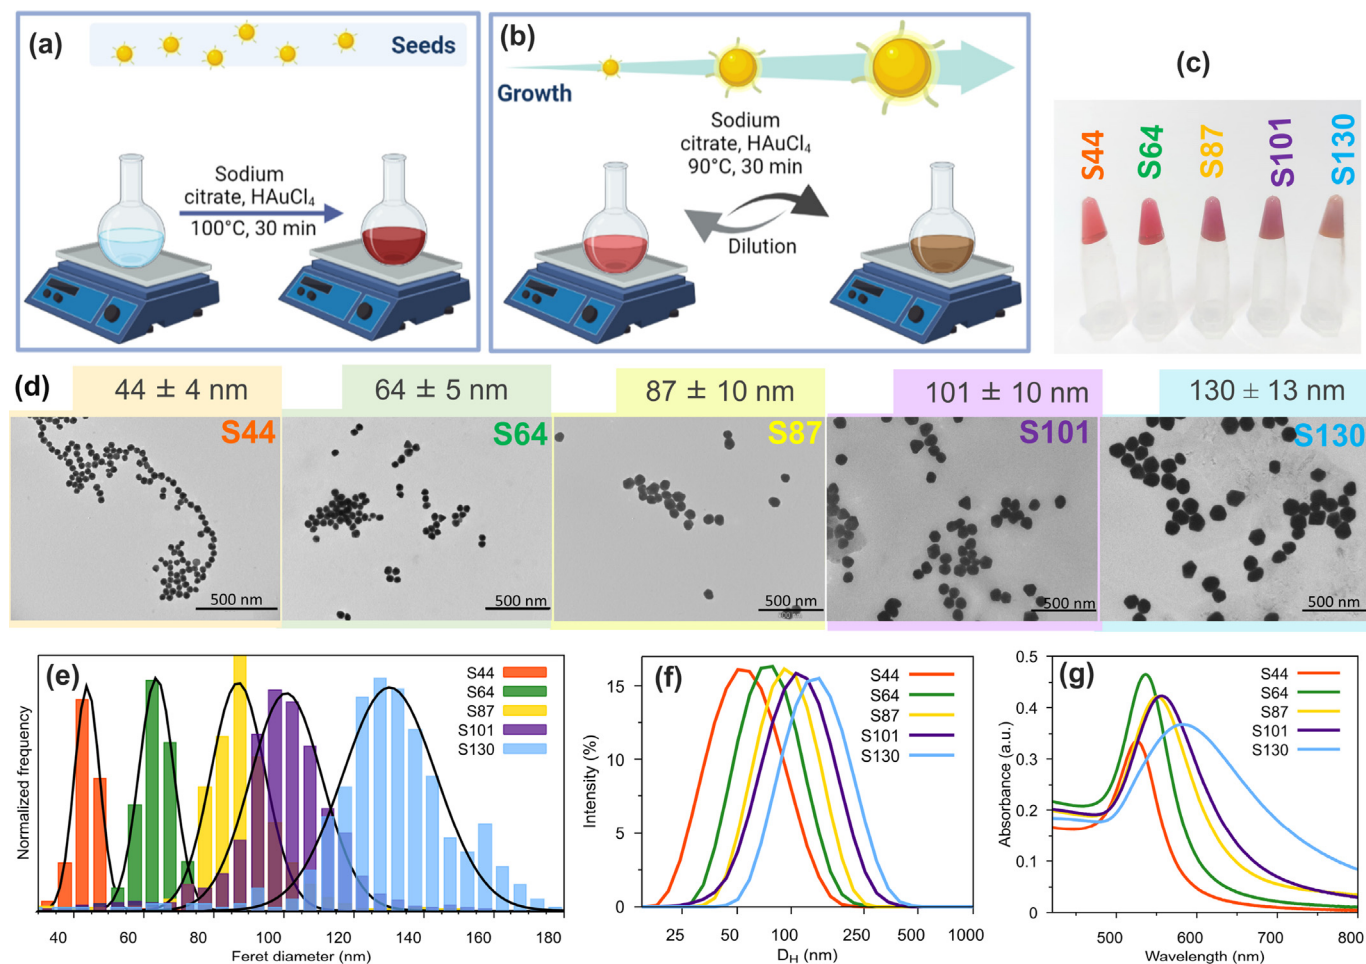 (a)
Seeds
Sodium
citrate, HAuCl₄
100°C, 30 min
(b)
Growth
Sodium
citrate, HAuCl₄
90°C, 30 min
Dilution
(c)
S44
S64
S87
S101
S130
(d)
44 ± 4 nm
64 ± 5 nm
87 ± 10 nm
101 ± 10 nm
130 ± 13 nm
S44
S64
S87
S101
S130
500 nm
500 nm
500 nm
500 nm
500 nm
(e)
S44
S64
S87
S101
S130
Normalized frequency
40 60 80 100 120 140 160 180
Feret diameter (nm)
(f)
S44
S64
S87
S101
S130
Intensity (%)
15
10
5
0
25 50 100 250 500 1000
D_H (nm)
(g)
S44
S64
S87
S101
S130
Absorbance (a.u.)
0.5
0.4
0.3
0.2
0.1
0
500 600 700 800
Wavelength (nm)